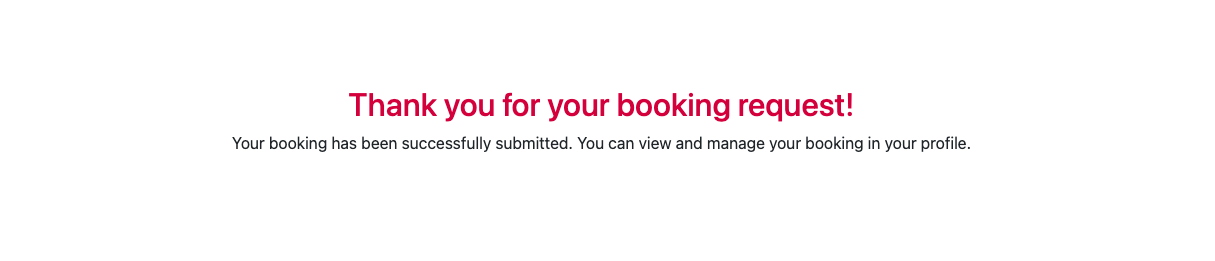 Thank you for your booking request!
Your booking has been successfully submitted. You can view and manage your booking in your profile.